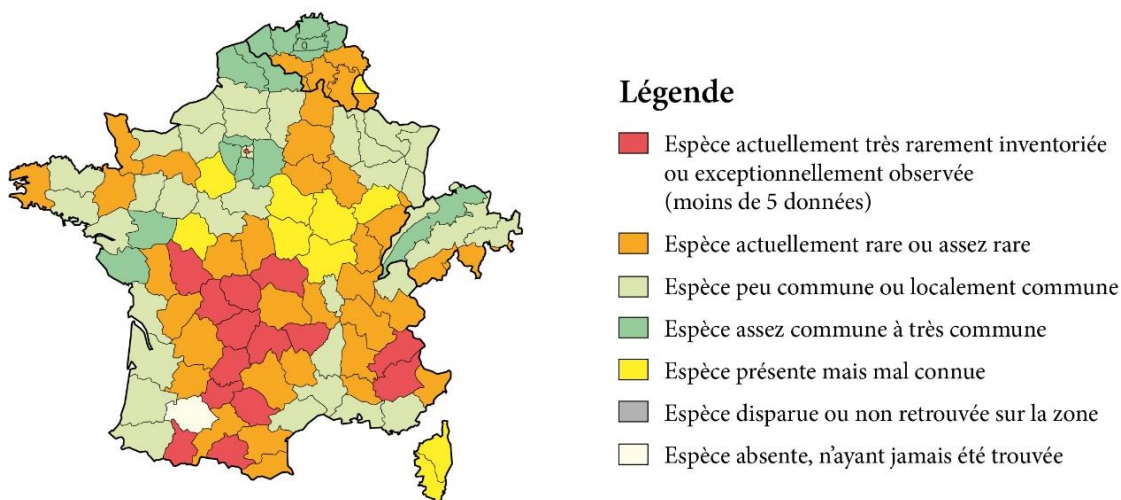 Légende
Espèce actuellement très rarement inventoriée
ou exceptionnellement observée
(moins de 5 données)
Espèce actuellement rare ou assez rare
Espèce peu commune ou localement commune
Espèce assez commune à très commune
Espèce présente mais mal connue
Espèce disparue ou non retrouvée sur la zone
Espèce absente, n'ayant jamais été trouvée